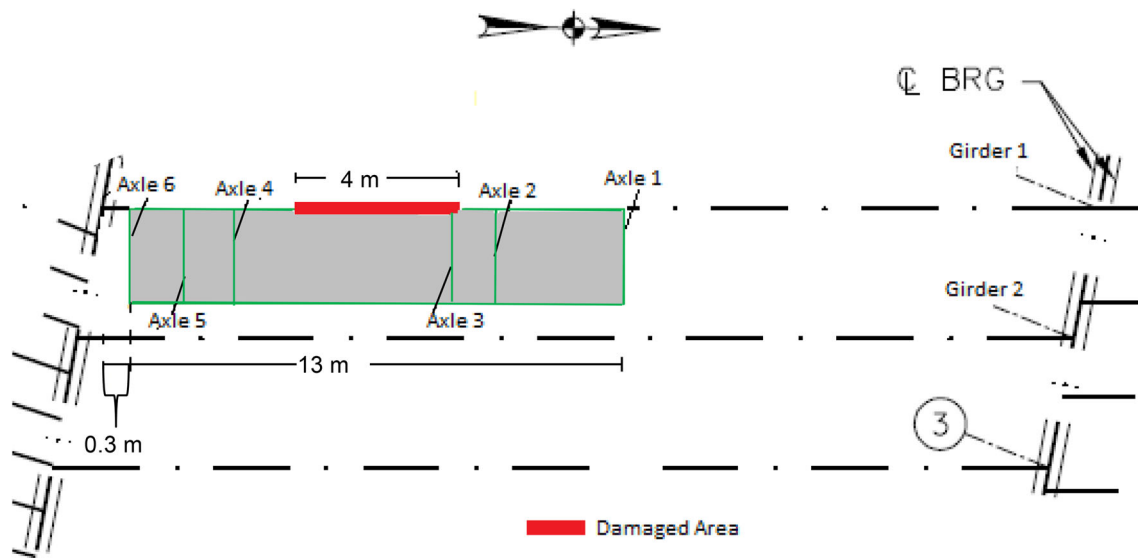 ℄ BRG
Girder 1
4 m
Axle 6
Axle 4
Axle 2
Axle 1
Girder 2
Axle 5
Axle 3
13 m
0.3 m
3
Damaged Area